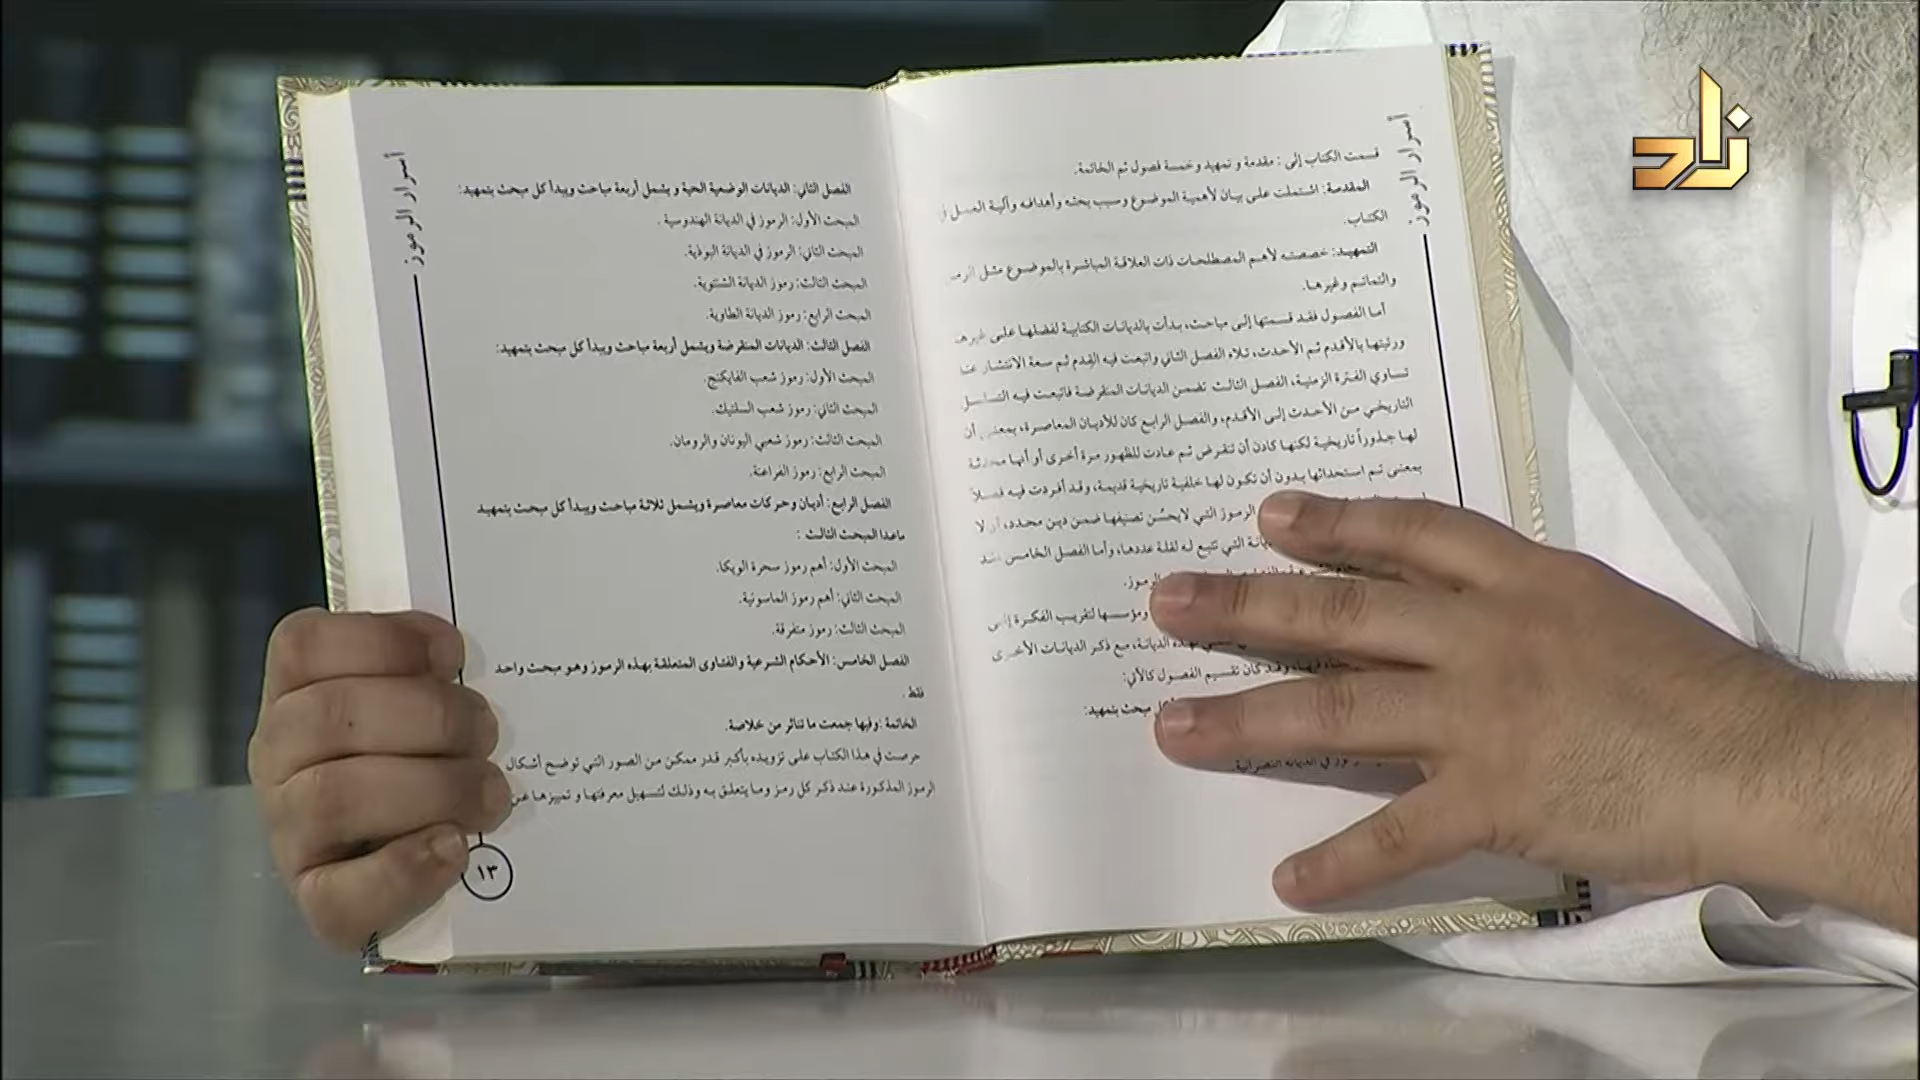 زاد
أسرار الرموز
قسمت الكتاب إلى : مقدمة و تمهيد وخمسة فصول ثم الخاتمة.
المقدمة: اشتملت على بيان لأهمية الموضوع وسبب بحثه وأهدافه وآلية العمل في
الكتاب.
التمهيد: خصصته لأهم المصطلحات ذات العلاقة المباشرة بالموضوع مثل
والتمائم وغيرها.
أما الفصول فقد قسمتها إلى مباحث، بدأت بالديانات الكتابية لفضلها على غيرها
ورتبتها بالأقدم ثم الأحدث، تلاه الفصل الثاني واتبعت فيه القدم ثم سعة الانتشار
تساوي الفترة الزمنية، الفصل الثالث تضمن الديانات المنقرضة فاتبعت فيه التسلسل
التاريخي من الأحدث إلى الأقدم، والفصل الرابع كان للأديان المعاصرة، بمعنى أن
لها جذوراً تاريخية لكنها كادت أن تنقرض ثم عادت للظهور مرة أخرى أو أنها محدثة
بمعنى تم استحداثها بدون أن تكون لها خلفية تاريخية قديمة، وقد أفردت فيه فصلاً
الرموز التي لا يحسُن تصنيفها ضمن دين محدد، أو لا
التي تتبع له لقلة عددها، وأما الفصل الخامس فقد
الرموز.
ومؤسسها لتقريب الفكرة إلى
بهذه الديانة، مع ذكر الديانات الأخرى
وقد كان تقسيم الفصول كالآتي:
مبحث بتمهيد:
في الديانة النصرانية.
أسرار الرموز
الفصل الثاني: الديانات الوضعية الحية و يشمل أربعة مباحث ويبدأ كل مبحث بتمهيد:
المبحث الأول: الرموز في الديانة الهندوسية .
المبحث الثاني: الرموز في الديانة البوذية.
المبحث الثالث: رموز الديانة الشنتوية.
المبحث الرابع: رموز الديانة الطاوية.
الفصل الثالث: الديانات المنقرضة ويشمل أربعة مباحث ويبدأ كل مبحث بتمهيد:
المبحث الأول: رموز شعب الفايكنج.
المبحث الثاني: رموز شعب السلتيك.
المبحث الثالث: رموز شعبي اليونان والرومان.
المبحث الرابع: رموز الفراعنة.
الفصل الرابع: أديان وحركات معاصرة ويشمل ثلاثة مباحث ويبدأ كل مبحث بتمهيد
ماعدا المبحث الثالث :
المبحث الأول: أهم رموز سحرة الويكا.
المبحث الثاني: أهم رموز الماسونية.
المبحث الثالث: رموز متفرقة.
الفصل الخامس: الأحكام الشرعية والفتاوى المتعلقة بهذه الرموز وهو مبحث واحد
فقط .
الخاتمة :وفيها جمعت ما تناثر من خلاصة.
حرصت في هذا الكتاب على تزويده بأكبر قدر ممكن من الصور التي توضح أشكال
الرموز المذكورة عند ذكر كل رمز وما يتعلق به وذلك لتسهيل معرفتها و تمييزها عن
١٣